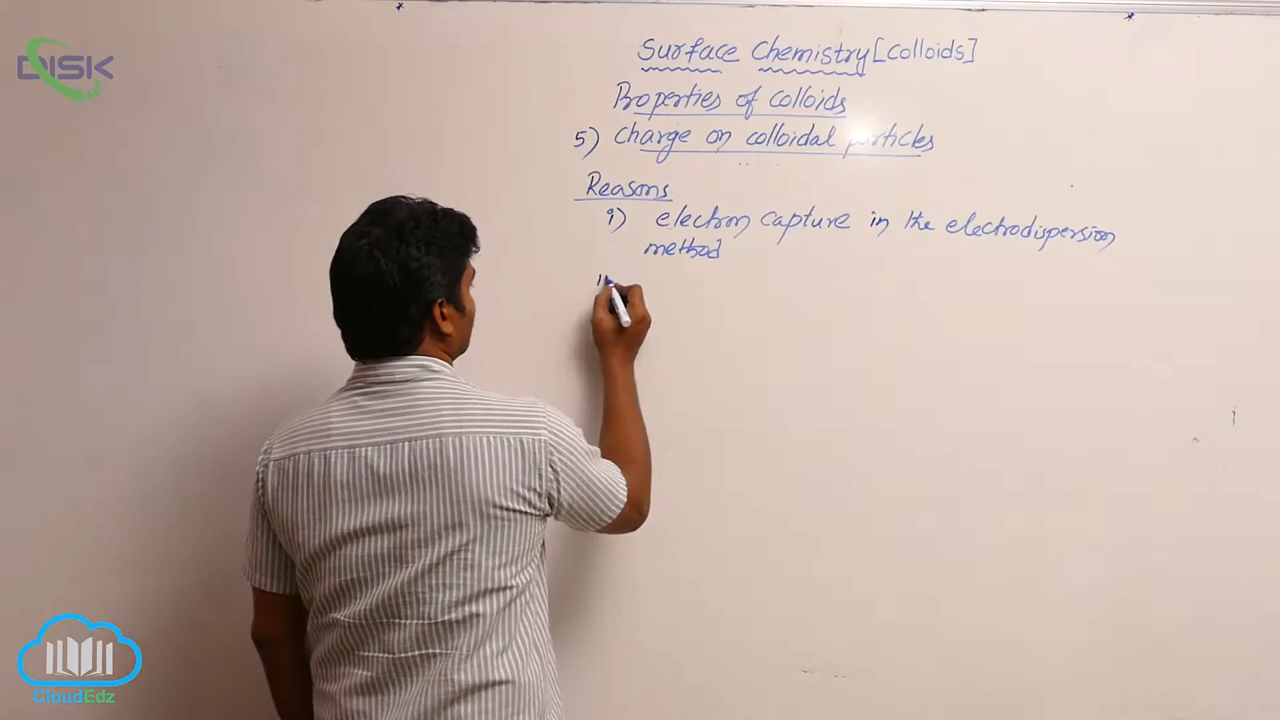 DISK
Surface Chemistry [Colloids]
Properties of colloids
5) Charge on colloidal particles
Reasons
i) electron capture in the electrodispersion
method
CloudEdz